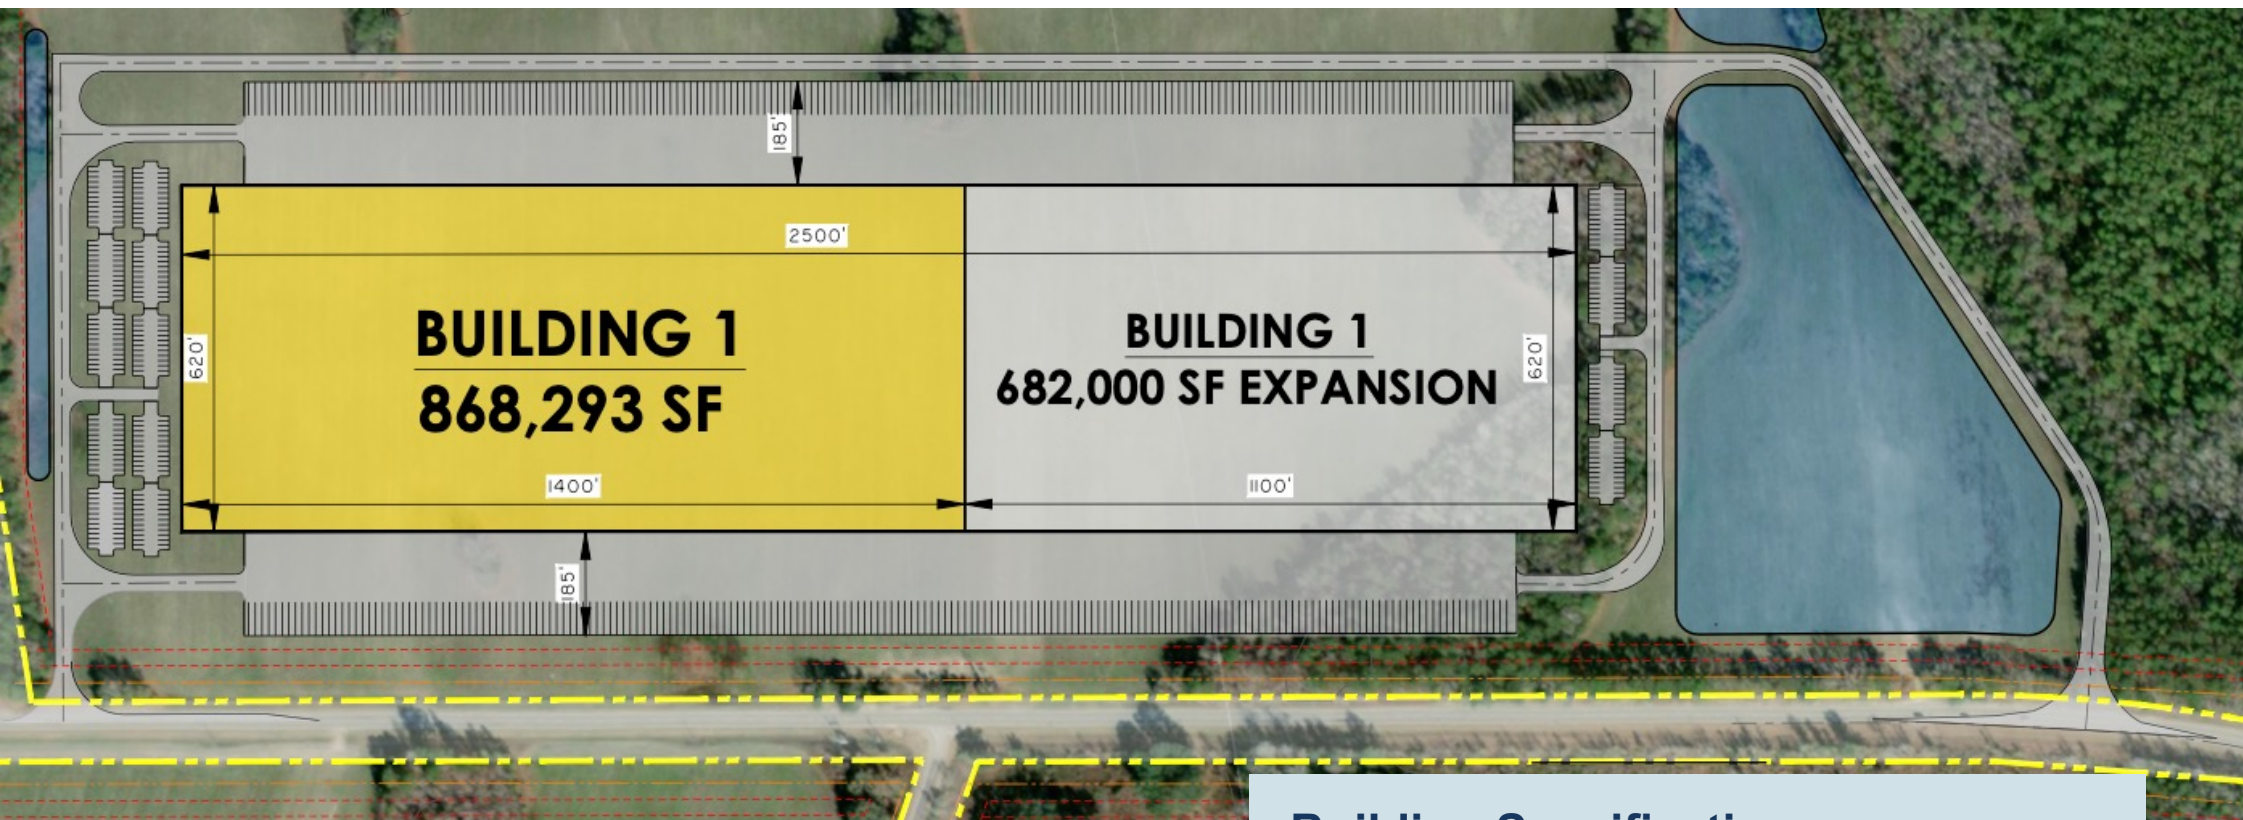 185'
2500'
BUILDING 1
868,293 SF
BUILDING 1
682,000 SF EXPANSION
620'
620'
1400'
1100'
185'